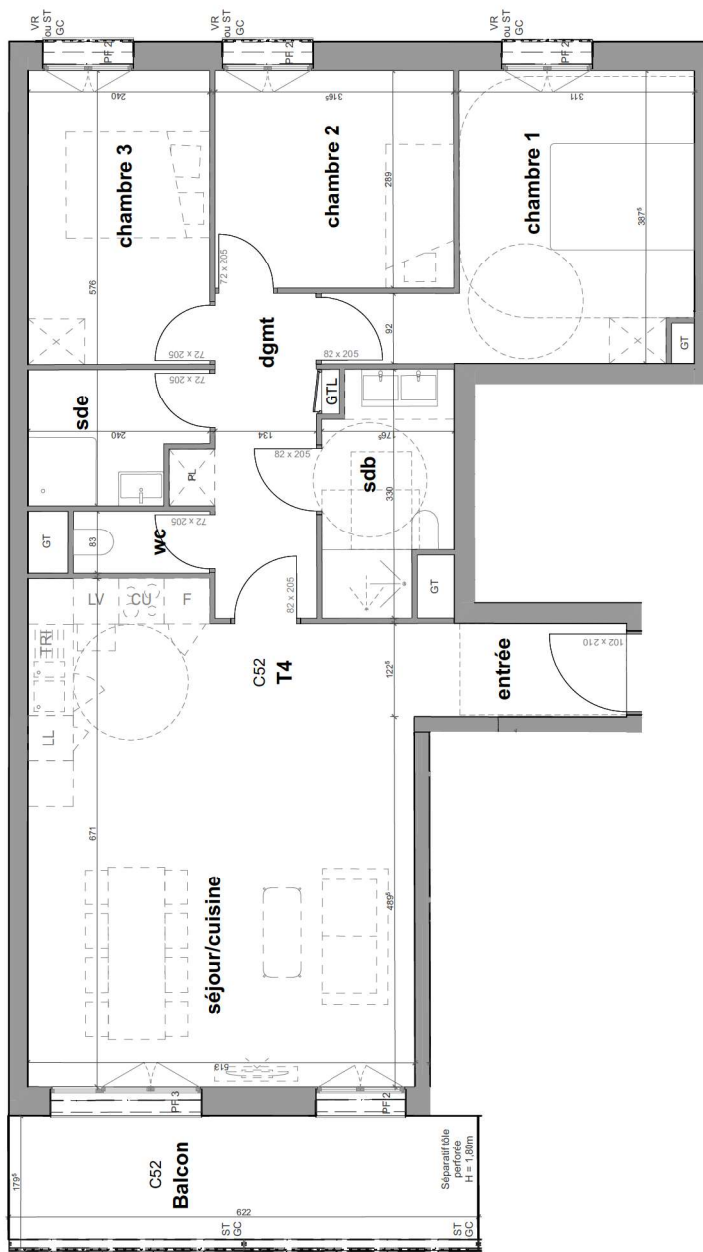 VR
ou ST
GC
VR
ou ST
GC
VR
ou ST
GC
PF 2
PF 2
PF 2
240
316⁵
311
chambre 3
chambre 2
chambre 1
576
289
387⁵
72 x 205
72 x 205
dgmt
92
82 x 205
GT
sde
72 x 205
GTL
240
134
176⁵
PL
82 x 205
sdb
330
GT
83
wc
72 x 205
82 x 205
GT
LV
CU
F
TRI
LL
C52
T4
122⁵
entrée
102 x 210
671
séjour/cuisine
489⁵
613
PF 3
PF 2
179⁵
C52
Balcon
622
Séparatif tôle
perforée
H = 1,80m
ST
GC
ST
GC